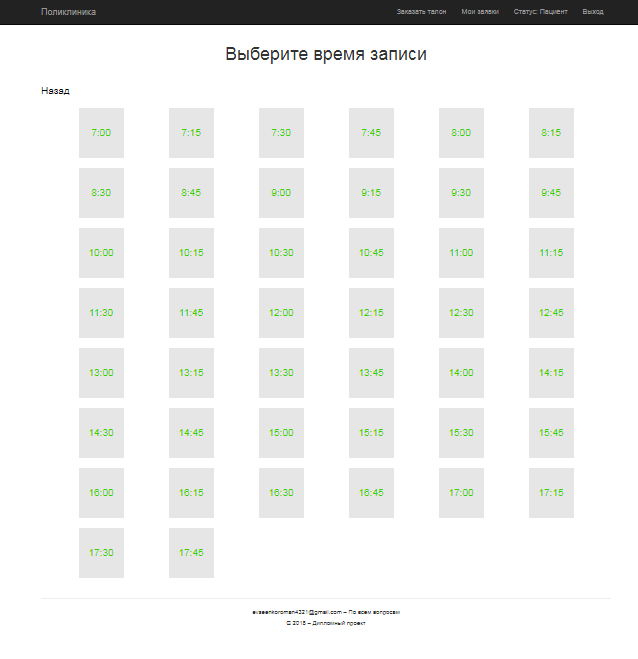 Поликлиника Заказать талон Мои заявки Статус: Пациент Выход
Выберите время записи
Назад
7:00 7:15 7:30 7:45 8:00 8:15
8:30 8:45 9:00 9:15 9:30 9:45
10:00 10:15 10:30 10:45 11:00 11:15
11:30 11:45 12:00 12:15 12:30 12:45
13:00 13:15 13:30 13:45 14:00 14:15
14:30 14:45 15:00 15:15 15:30 15:45
16:00 16:15 16:30 16:45 17:00 17:15
17:30 17:45
evseenkoroman4321@gmail.com – По всем вопросам
© 2018 – Дипломный проект